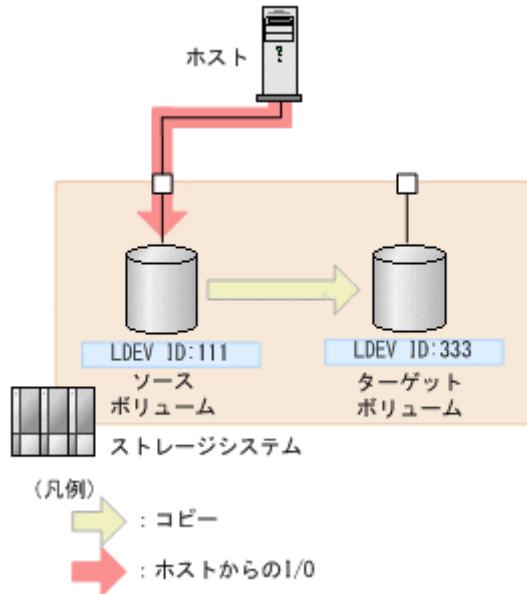 ホスト
LDEV ID:111
LDEV ID:333
ソース
ボリューム
ターゲット
ボリューム
ストレージシステム
(凡例)
：コピー
：ホストからのI/O